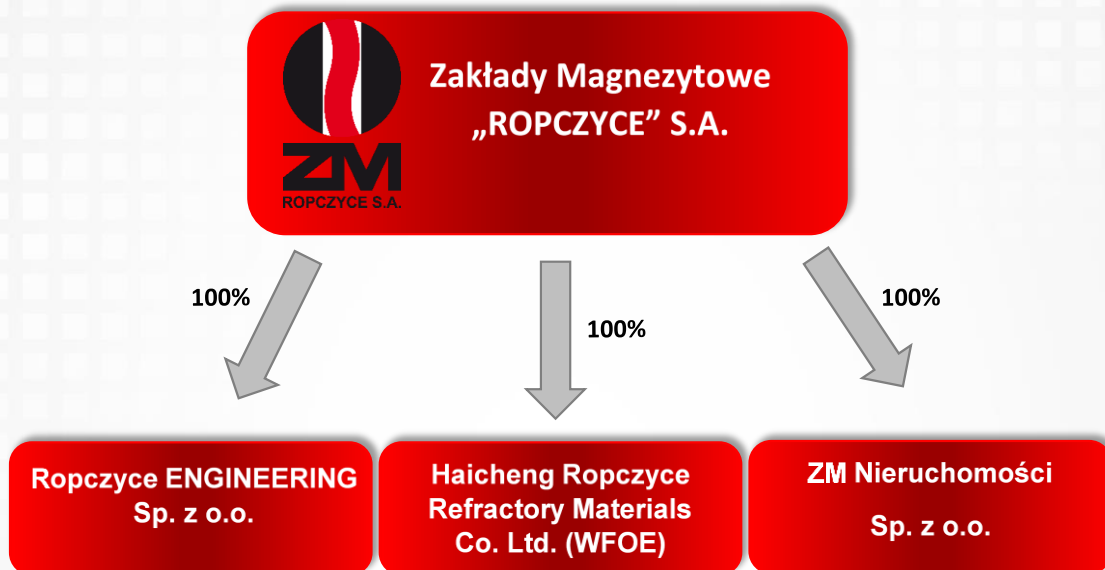 Zakłady Magnezytowe
„ROPCZYCE” S.A.
ZM
ROPCZYCE S.A.
100%
100%
100%
Ropczyce ENGINEERING
Sp. z o.o.
Haicheng Ropczyce
Refractory Materials
Co. Ltd. (WFOE)
ZM Nieruchomości
Sp. z o.o.